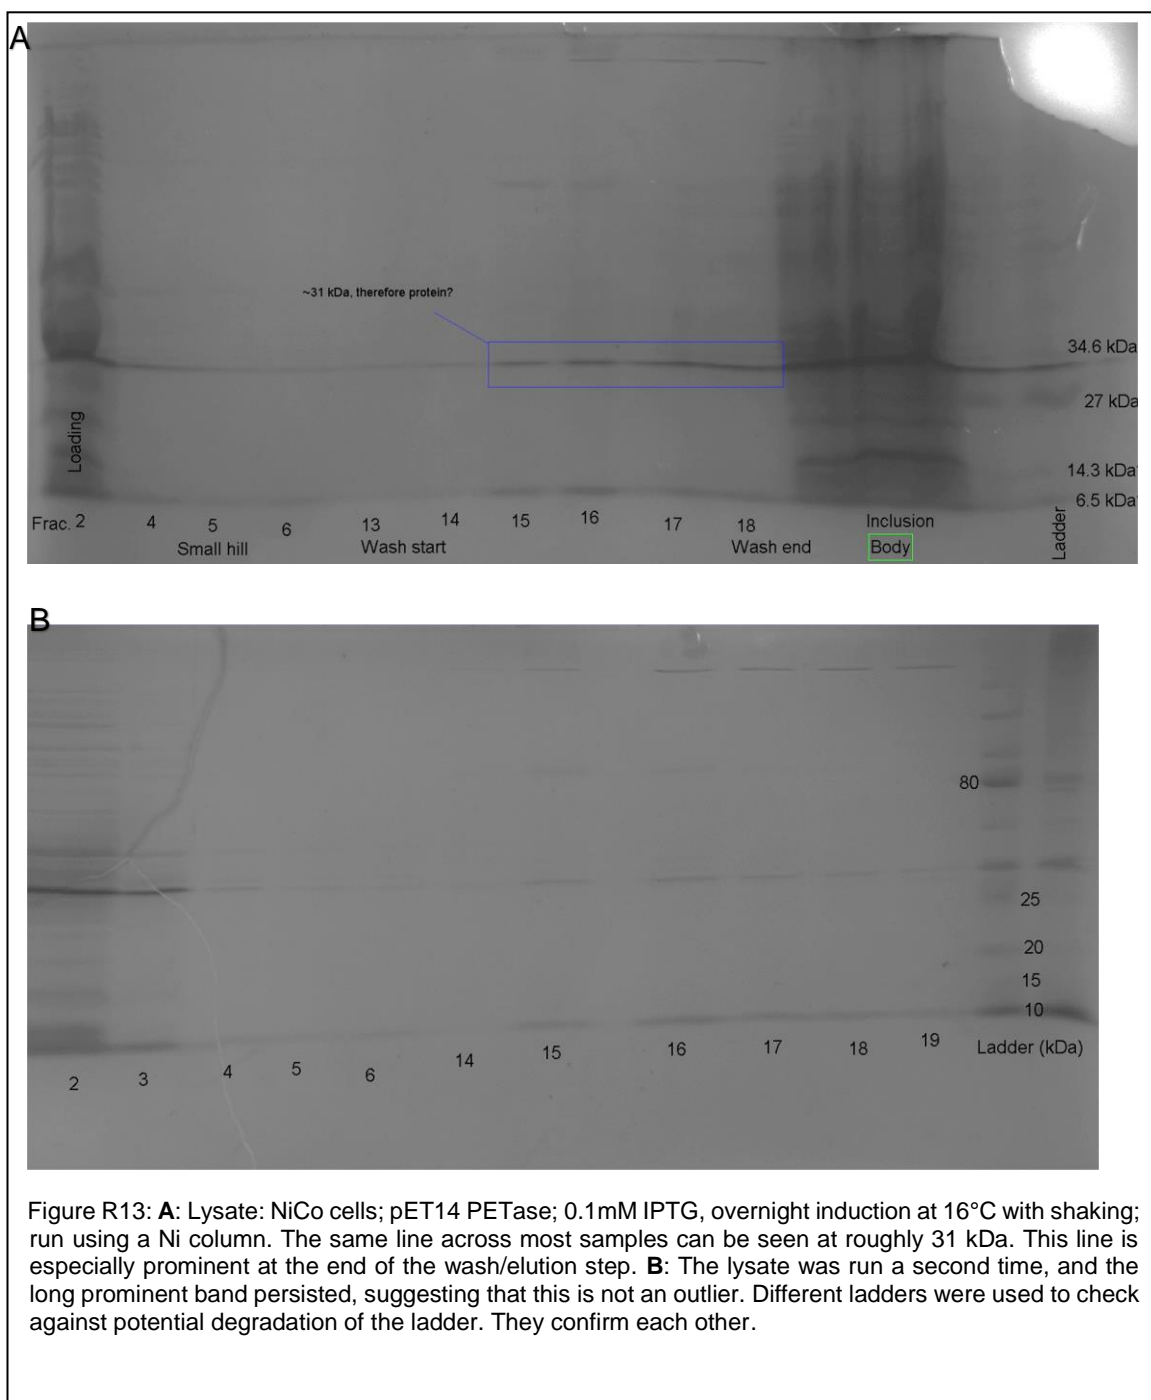 A
~31 kDa, therefore protein?
34.6 kDa
27 kDa
Loading
14.3 kDa
6.5 kDa
Frac. 2 4 5 6 13 14 15 16 17 18 Inclusion Ladder
Small hill Wash start Wash end Body
B
80
25
20
15
10
2 3 4 5 6 14 15 16 17 18 19 Ladder (kDa)
Figure R13: A: Lysate: NiCo cells; pET14 PETase; 0.1mM IPTG, overnight induction at 16°C with shaking;
run using a Ni column. The same line across most samples can be seen at roughly 31 kDa. This line is
especially prominent at the end of the wash/elution step. B: The lysate was run a second time, and the
long prominent band persisted, suggesting that this is not an outlier. Different ladders were used to check
against potential degradation of the ladder. They confirm each other.